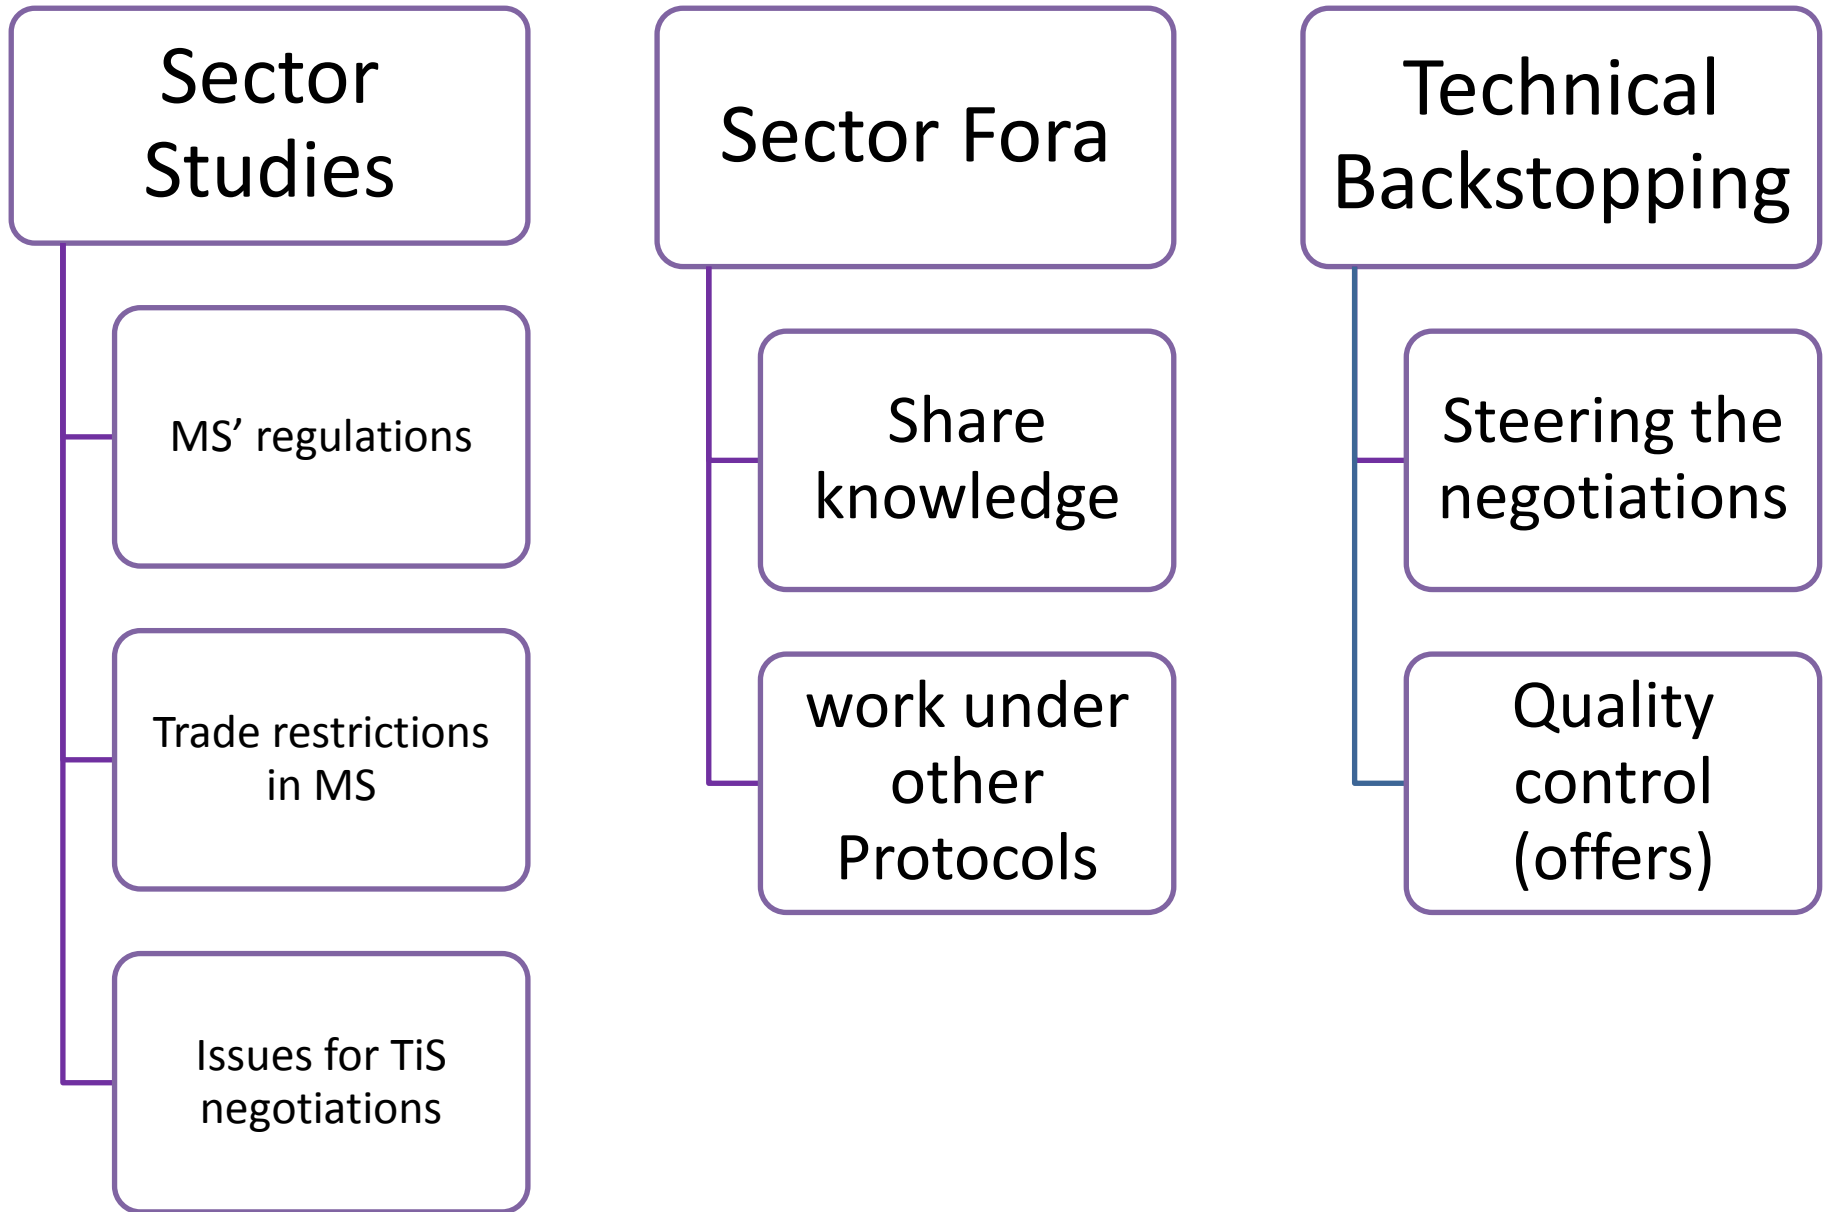 Sector
Studies
MS’ regulations
Trade restrictions
in MS
Issues for TiS
negotiations
Sector Fora
Share
knowledge
work under
other
Protocols
Technical
Backstopping
Steering the
negotiations
Quality
control
(offers)